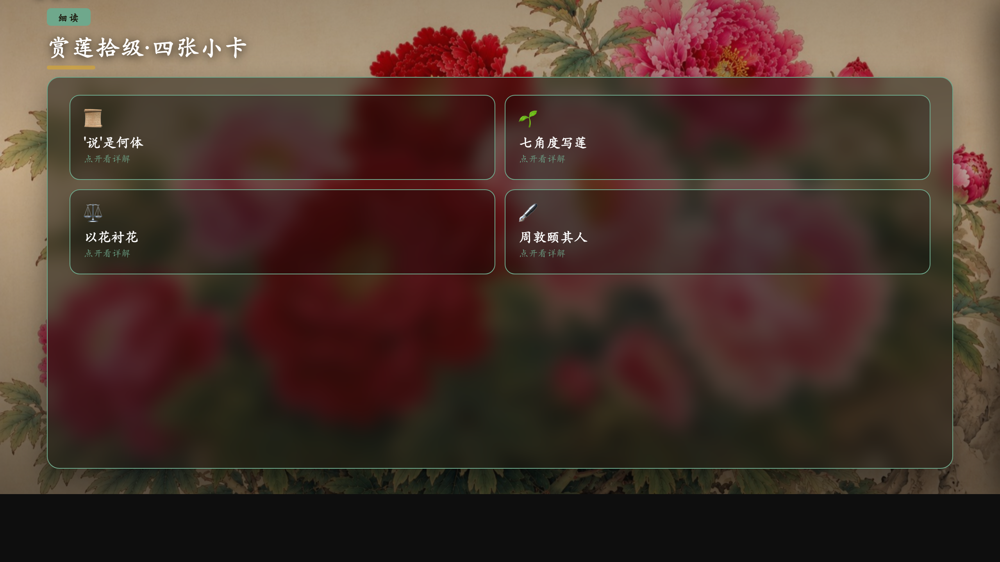 细读
赏莲拾级·四张小卡
'说'是何体
点开看详解
七角度写莲
点开看详解
以花衬花
点开看详解
周敦颐其人
点开看详解